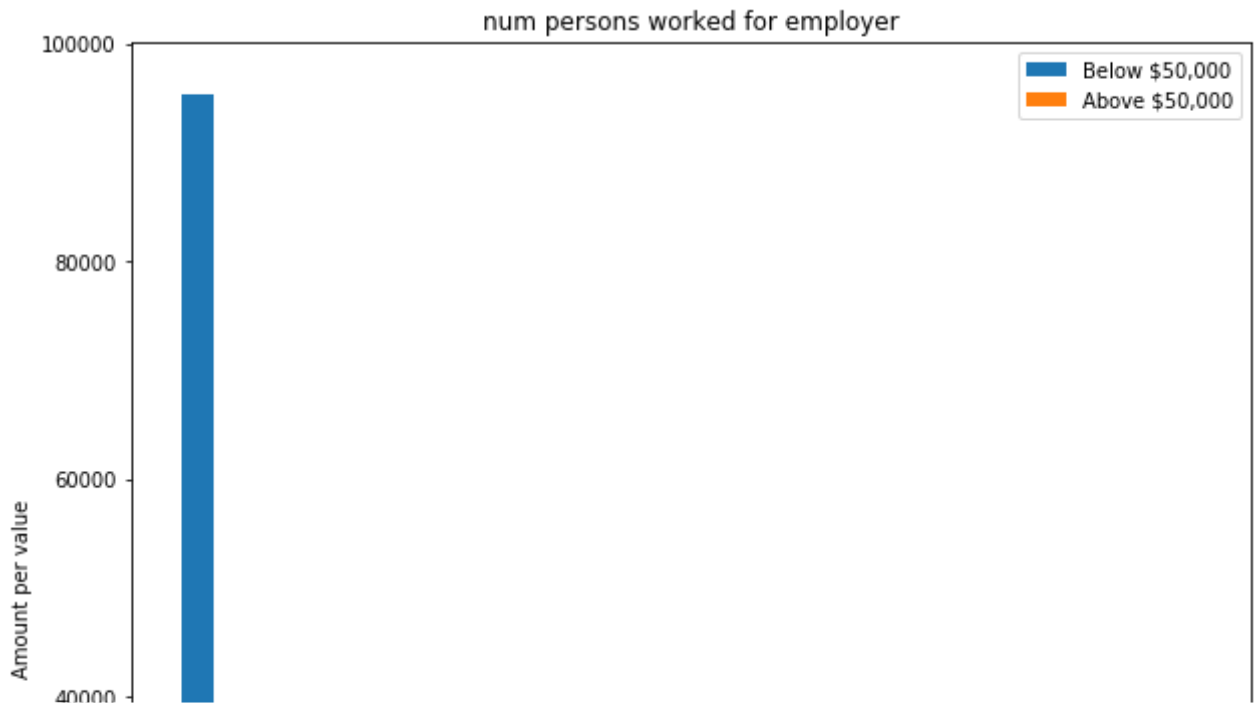 num persons worked for employer
100000
Below $50,000
Above $50,000
80000
60000
Amount per value
40000